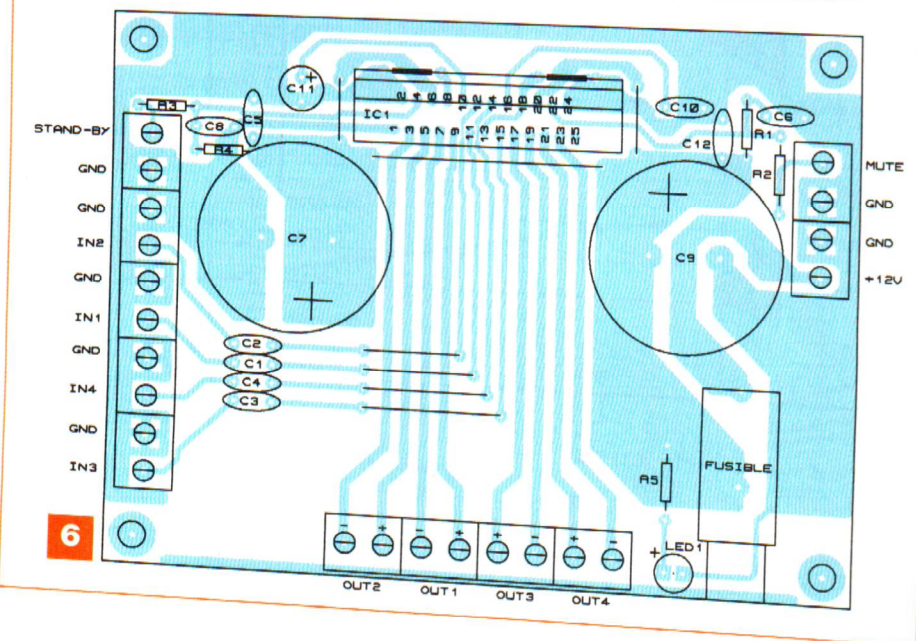 C11
2 4 6 8 10 12 14 16 18 20 22 24
IC1
1 3 5 7 9 11 13 15 17 19 21 23 25
C10
C6
R3
C5
C8
R4
C12
R1
R2
STAND-BY
GND
GND
IN2
GND
IN1
GND
IN4
GND
IN3
MUTE
GND
GND
+12V
C7
+
C9
+
C2
C1
C4
C3
R5
FUSIBLE
LED1
+
- + - + + - + -
OUT2 OUT1 OUT3 OUT4
6